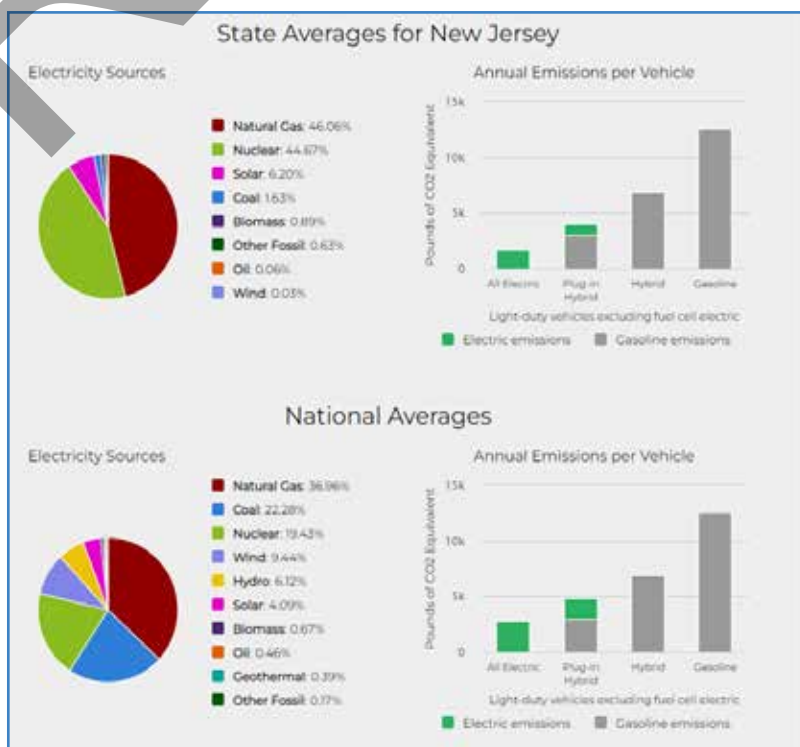 State Averages for New Jersey
Electricity Sources
Natural Gas: 46.06%
Nuclear: 44.67%
Solar: 6.20%
Coal: 1.63%
Biomass: 0.89%
Other Fossil: 0.63%
Oil: 0.06%
Wind: 0.03%
Annual Emissions per Vehicle
Pounds of CO2 Equivalent
15k
10k
5k
0
All Electric
Plug-in Hybrid
Hybrid
Gasoline
Light-duty vehicles excluding fuel cell electric
Electric emissions
Gasoline emissions
National Averages
Electricity Sources
Natural Gas: 36.96%
Coal: 22.28%
Nuclear: 19.43%
Wind: 9.44%
Hydro: 6.12%
Solar: 4.09%
Biomass: 0.67%
Oil: 0.46%
Geothermal: 0.39%
Other Fossil: 0.17%
Annual Emissions per Vehicle
Pounds of CO2 Equivalent
15k
10k
5k
0
All Electric
Plug-in
Hybrid
Hybrid
Gasoline
Light-duty vehicles excluding fuel cell electric
Electric emissions
Gasoline emissions